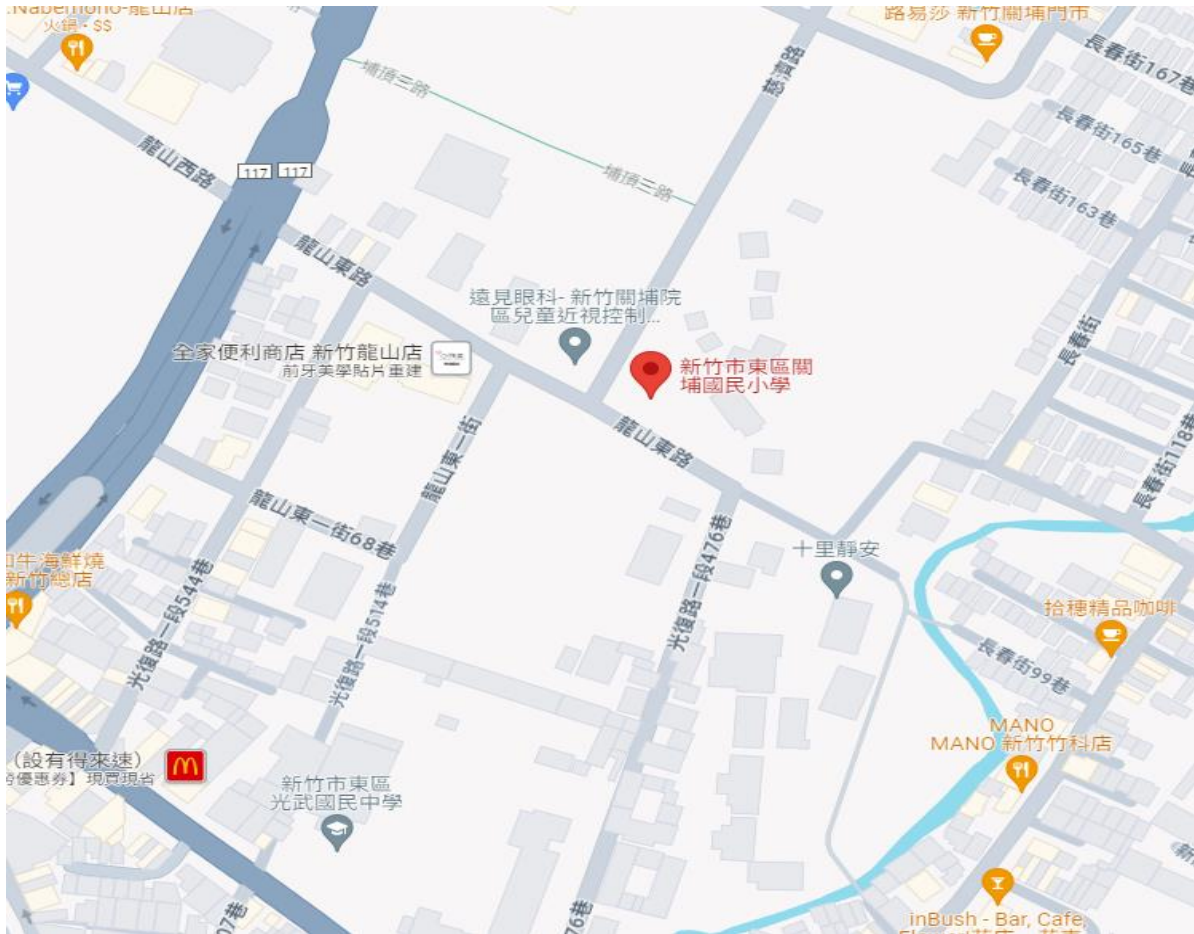 .Nabemono-龍山店
火鍋・$$
路易莎 新竹關埔門市
長春街167巷
慈濟路
埔頂三路
長春街165巷
龍山西路
117
117
埔頂三路
長春街163巷
龍山東路
遠見眼科- 新竹關埔院
區兒童近視控制...
全家便利商店 新竹龍山店
前牙美學貼片重建
新竹市東區關
埔國民小學
長春街
龍山東路
龍山東一街
長春街118巷
龍山東一街68巷
光復路一段476巷
十里靜安
和牛海鮮燒
新竹總店
光復路一段544巷
光復路一段514巷
拾穗精品咖啡
長春街99巷
MANO
MANO 新竹竹科店
(設有得來速)
優惠券】現買現省
新竹市東區
光武國民中學
07巷
76巷
新
inBush - Bar, Cafe,